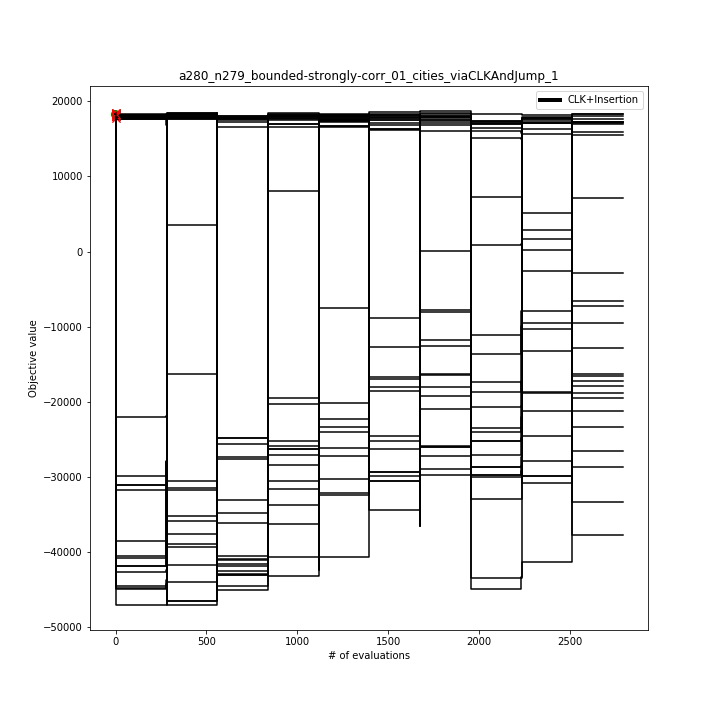 a280_n279_bounded-strongly-corr_01_cities_viaCLKAndJump_1
CLK+Insertion
Objective value
20000
10000
0
−10000
−20000
−30000
−40000
−50000
0 500 1000 1500 2000 2500
# of evaluations